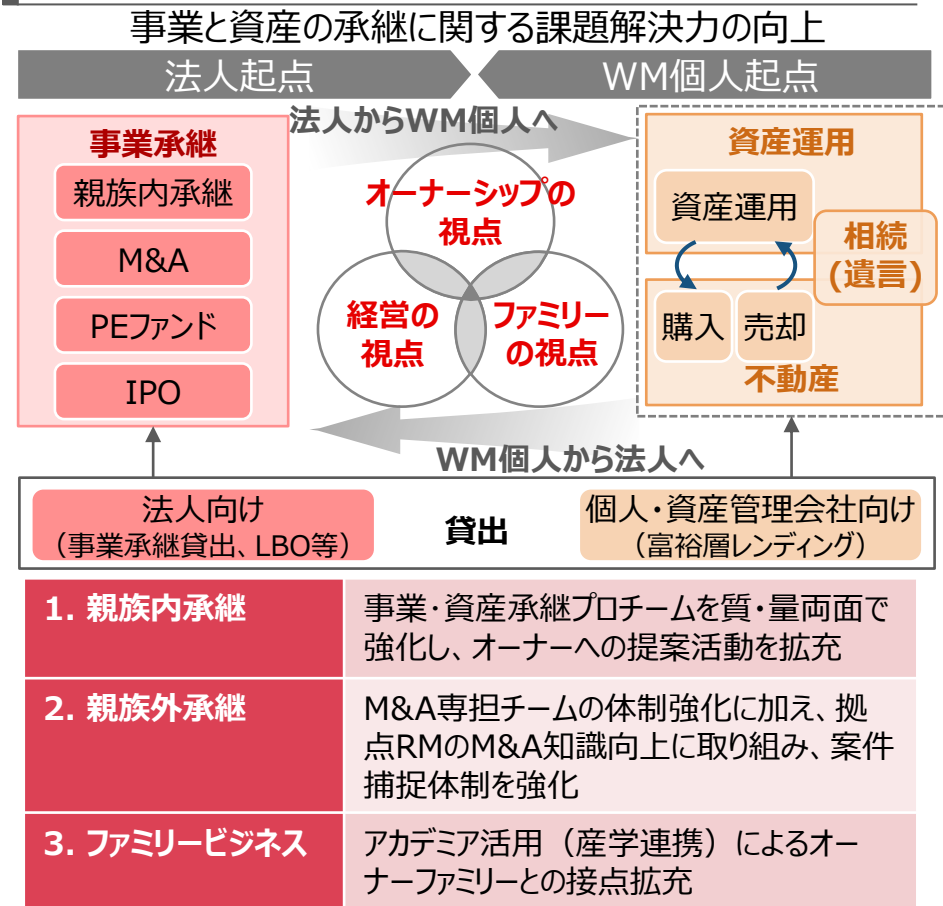 事業と資産の承継に関する課題解決力の向上
法人起点
WM個人起点
法人からWM個人へ
事業承継
親族内承継
M&A
PEファンド
IPO
オーナーシップの
視点
経営の
視点
ファミリー
の視点
資産運用
資産運用
相続
(遺言)
購入
売却
不動産
WM個人から法人へ
法人向け
（事業承継貸出、LBO等）
貸出
個人・資産管理会社向け
（富裕層レンディング）
1. 親族内承継
事業・資産承継プロチームを質・量両面で
強化し、オーナーへの提案活動を拡充
2. 親族外承継
M&A専担チームの体制強化に加え、拠
点RMのM&A知識向上に取り組み、案件
捕捉体制を強化
3. ファミリービジネス
アカデミア活用（産学連携）によるオー
ナーファミリーとの接点拡充